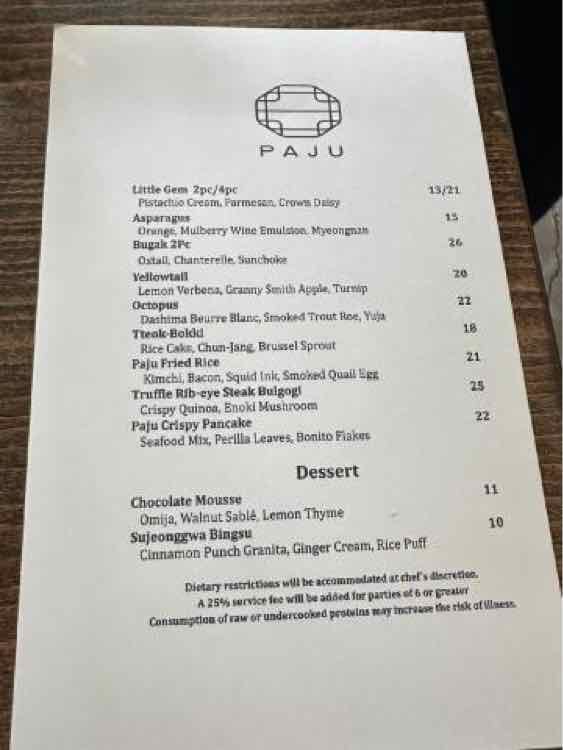 PAJU
Little Gem 2pc/4pc 13/21
Pistachio Cream, Parmesan, Crown Daisy
Asparagus 15
Orange, Mulberry Wine Emulsion, Myeongnan
Bugak 2Pc 26
Oxtail, Chanterelle, Sunchoke
Yellowtail 20
Lemon Verbena, Granny Smith Apple, Turnip
Octopus 22
Dashima Beurre Blanc, Smoked Trout Roe, Yuja
Tteok-Bokki 18
Rice Cake, Chun-Jang, Brussel Sprout
Paju Fried Rice 21
Kimchi, Bacon, Squid Ink, Smoked Quail Egg
Truffle Rib-eye Steak Bulgogi 25
Crispy Quinoa, Enoki Mushroom
Paju Crispy Pancake 22
Seafood Mix, Perilla Leaves, Bonito Flakes
Dessert
Chocolate Mousse 11
Omija, Walnut Sablé, Lemon Thyme
Sujeonggwa Bingsu 10
Cinnamon Punch Granita, Ginger Cream, Rice Puff
Dietary restrictions will be accommodated at chef's discretion.
A 25% service fee will be added for parties of 6 or greater
Consumption of raw or undercooked proteins may increase the risk of illness.